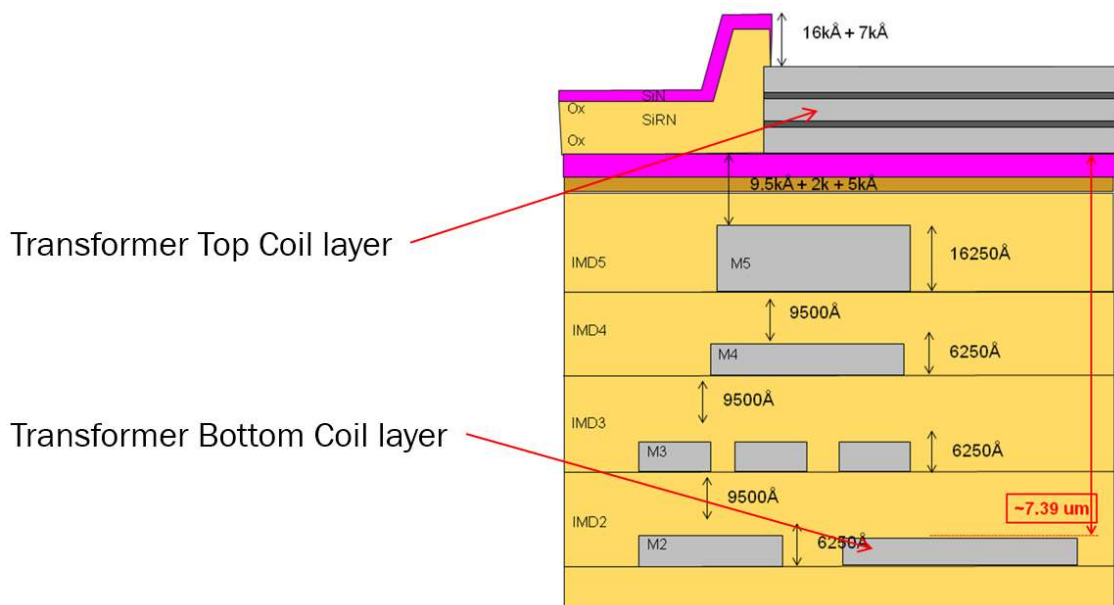 16kÅ + 7kÅ
SiN
Ox
SiRN
Ox
9.5kÅ + 2k + 5kÅ
Transformer Top Coil layer
16250Å
IMD5
M5
9500Å
IMD4
M4
6250Å
9500Å
Transformer Bottom Coil layer
IMD3
M3
6250Å
9500Å
~7.39 um
IMD2
M2
6250Å